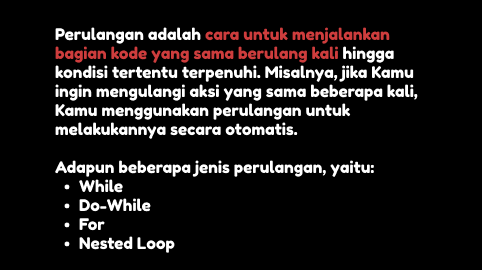 Perulangan adalah cara untuk menjalankan
bagian kode yang sama berulang kali hingga
kondisi tertentu terpenuhi. Misalnya, jika Kamu
ingin mengulangi aksi yang sama beberapa kali,
Kamu menggunakan perulangan untuk
melakukannya secara otomatis.
Adapun beberapa jenis perulangan, yaitu:
• While
• Do-While
• For
• Nested Loop